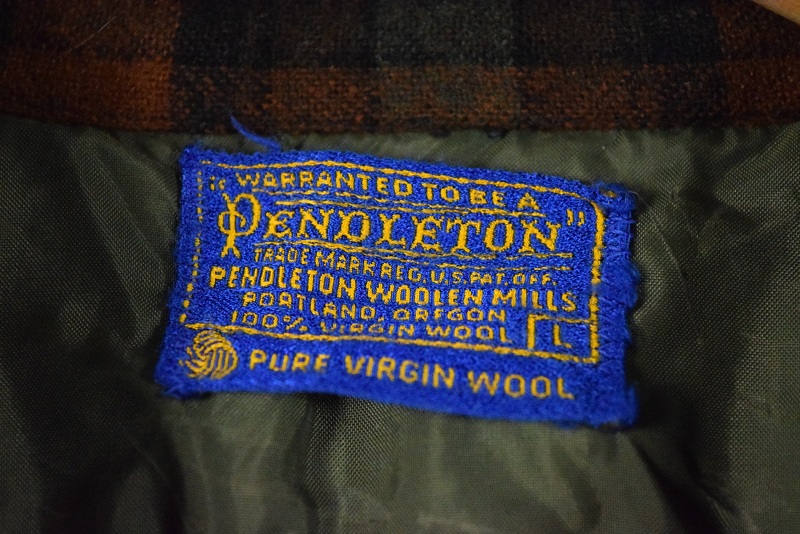 "WARRANTED TO BE A
PENDLETON"
TRADE MARK REG. U.S. PAT. OFF.
PENDLETON WOOLEN MILLS
PORTLAND, OREGON
100% VIRGIN WOOL L
PURE VIRGIN WOOL